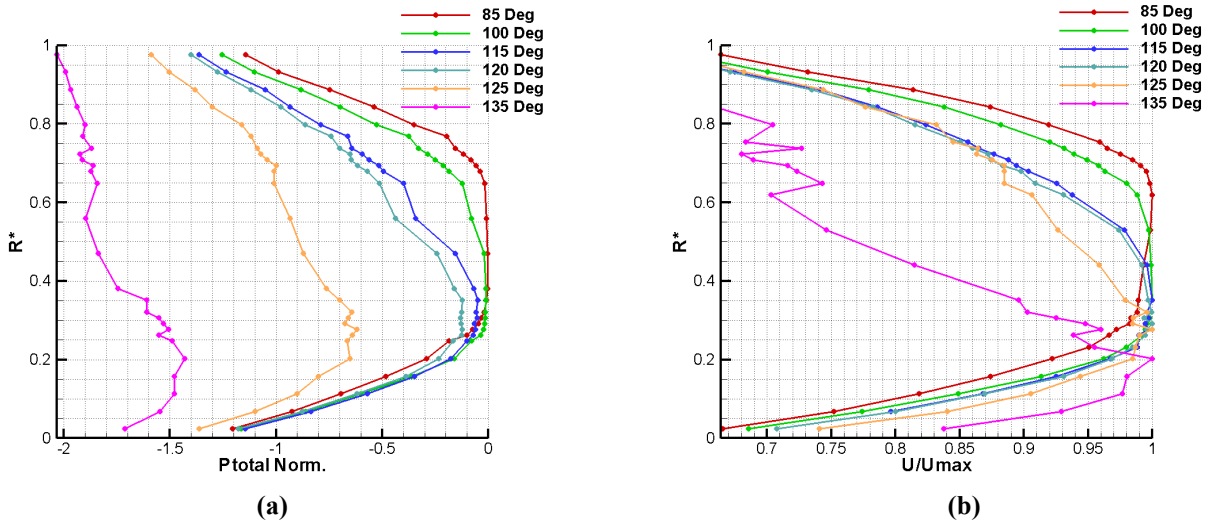 85 Deg
100 Deg
115 Deg
120 Deg
125 Deg
135 Deg
1
0.8
0.6
0.4
0.2
0
R*
-2
-1.5
-1
-0.5
0
Ptotal Norm.
(a)
85 Deg
100 Deg
115 Deg
120 Deg
125 Deg
135 Deg
1
0.8
0.6
0.4
0.2
0
R*
0.7
0.75
0.8
0.85
0.9
0.95
1
U/Umax
(b)